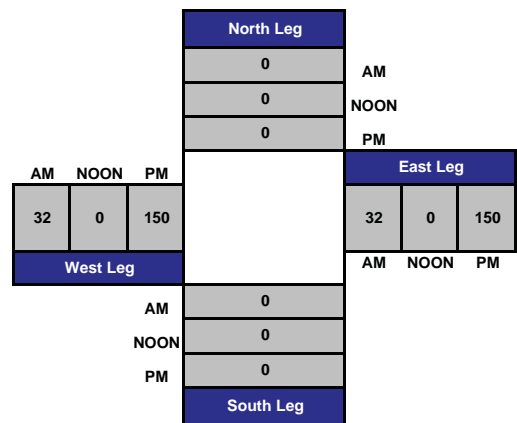 North Leg
0
AM
0
NOON
0
PM
AM NOON PM
East Leg
32 0 150
32 0 150
West Leg
AM NOON PM
0
AM
0
NOON
0
PM
South Leg